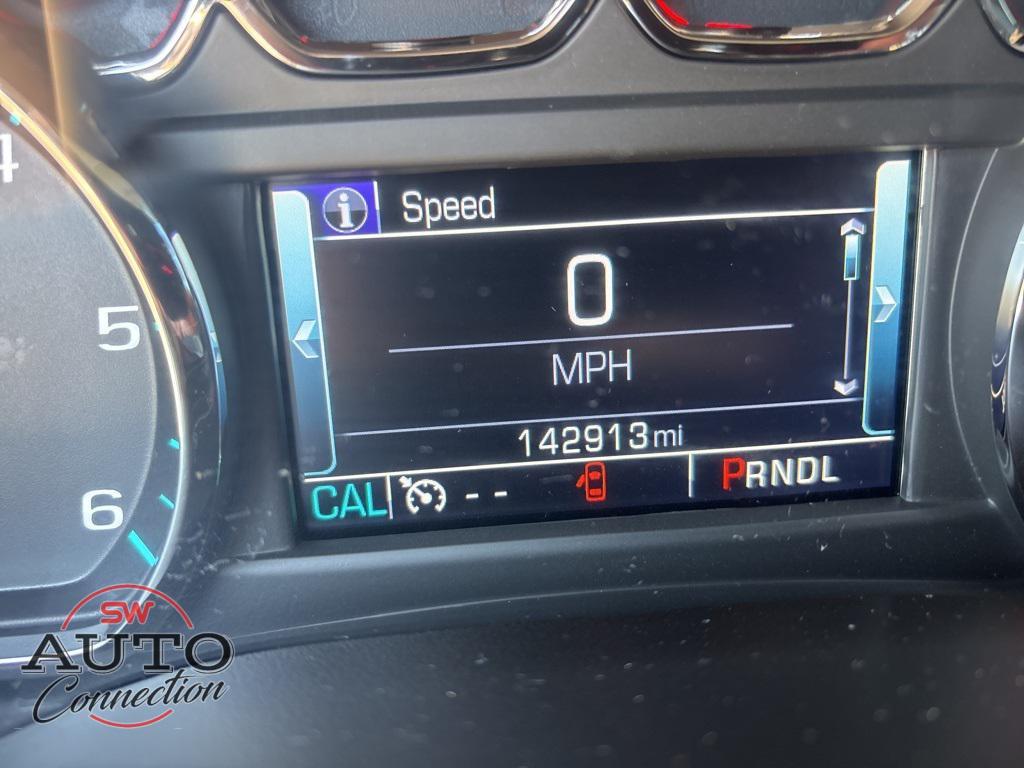 4
5
6
i
Speed
0
MPH
142913 mi
CAL
--
PRNDL
SW
AUTO
Connection